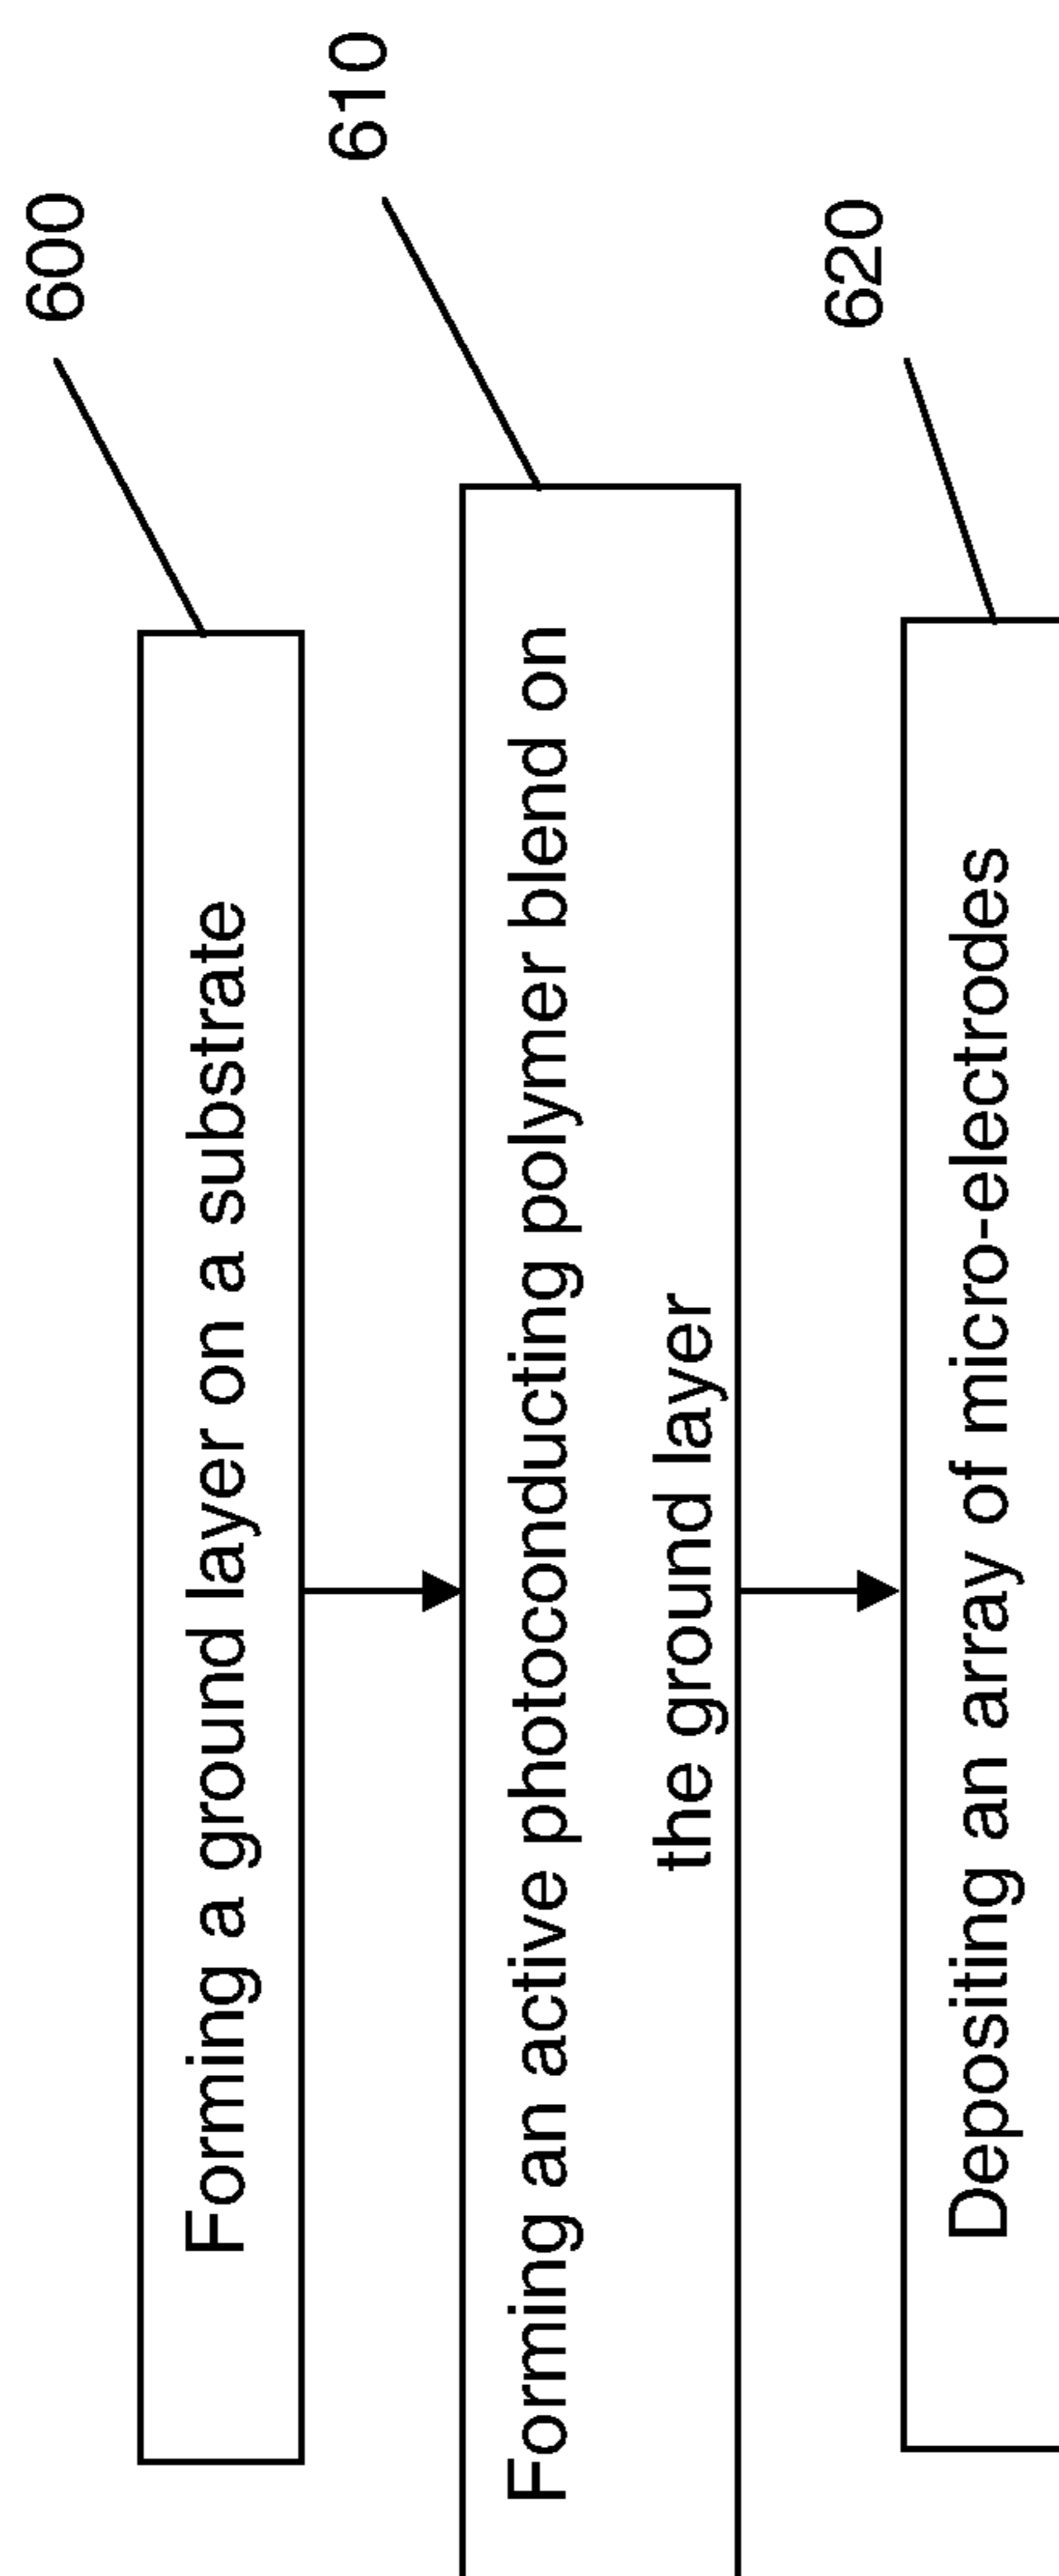 600
Forming a ground layer on a substrate
610
Forming an active photoconducting polymer blend on
the ground layer
620
Depositing an array of micro-electrodes